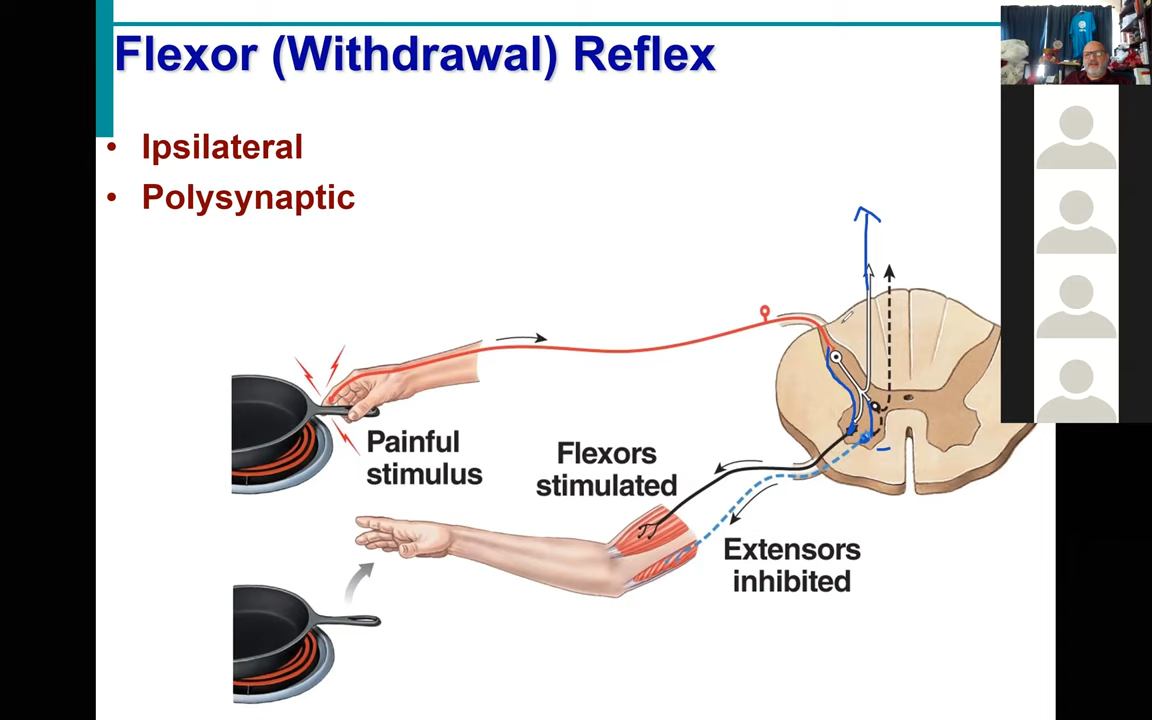 Flexor (Withdrawal) Reflex
• Ipsilateral
• Polysynaptic
Painful
stimulus
Flexors
stimulated
Extensors
inhibited